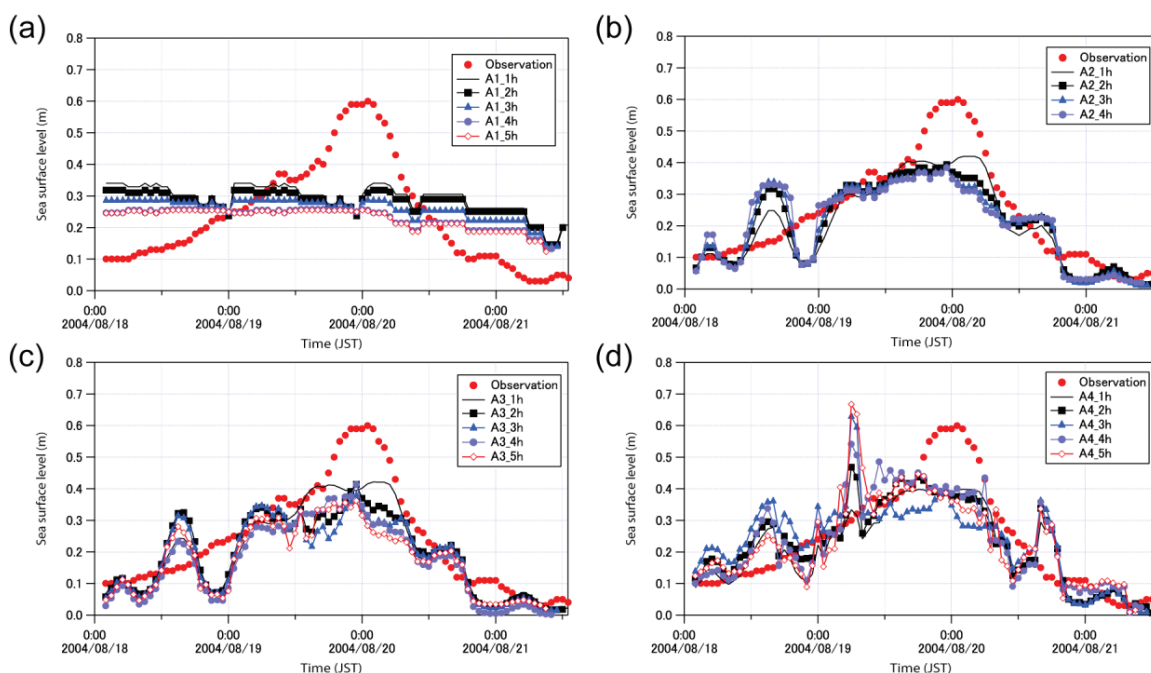 (a)
0.8
0.7
0.6
0.5
0.4
0.3
0.2
0.1
0.0
Sea surface level (m)
Observation
A1_1h
A1_2h
A1_3h
A1_4h
A1_5h
0:00 0:00 0:00 0:00
2004/08/18 2004/08/19 2004/08/20 2004/08/21
Time (JST)
(b)
0.8
0.7
0.6
0.5
0.4
0.3
0.2
0.1
0.0
Sea surface level (m)
Observation
A2_1h
A2_2h
A2_3h
A2_4h
0:00 0:00 0:00 0:00
2004/08/18 2004/08/19 2004/08/20 2004/08/21
Time (JST)
(c)
0.8
0.7
0.6
0.5
0.4
0.3
0.2
0.1
0.0
Sea surface level (m)
Observation
A3_1h
A3_2h
A3_3h
A3_4h
A3_5h
0:00 0:00 0:00 0:00
2004/08/18 2004/08/19 2004/08/20 2004/08/21
Time (JST)
(d)
0.8
0.7
0.6
0.5
0.4
0.3
0.2
0.1
0.0
Sea surface level (m)
Observation
A4_1h
A4_2h
A4_3h
A4_4h
A4_5h
0:00 0:00 0:00 0:00
2004/08/18 2004/08/19 2004/08/20 2004/08/21
Time (JST)